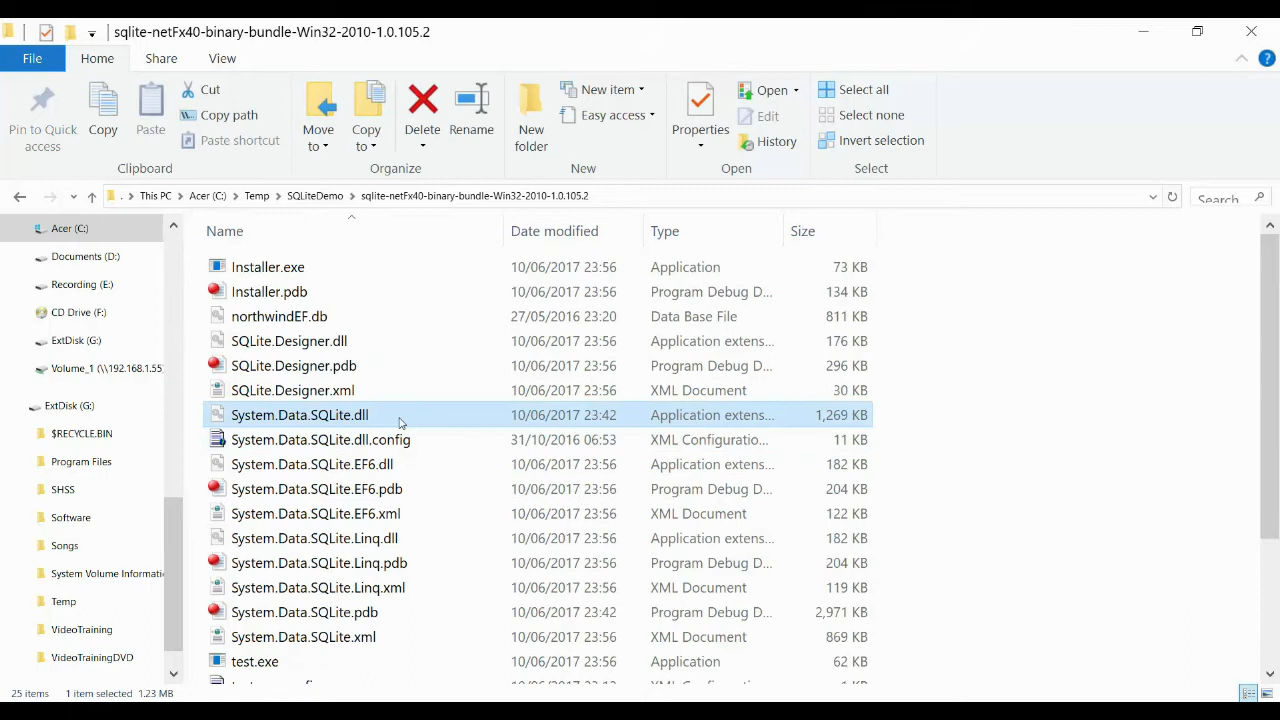 sqlite-netFx40-binary-bundle-Win32-2010-1.0.105.2
File Home Share View
Pin to Quick access
Copy
Paste
Cut
Copy path
Paste shortcut
Clipboard
Move to
Copy to
Delete
Rename
Organize
New folder
New item
Easy access
New
Properties
Open
Edit
History
Open
Select all
Select none
Invert selection
Select
This PC Acer (C:) Temp SQLiteDemo sqlite-netFx40-binary-bundle-Win32-2010-1.0.105.2
Search
Acer (C:)
Documents (D:)
Recording (E:)
CD Drive (F:)
ExtDisk (G:)
Volume_1 (\\192.168.1.55)
ExtDisk (G:)
$RECYCLE.BIN
Program Files
SHSS
Software
Songs
System Volume Informati
Temp
VideoTraining
VideoTrainingDVD
Name Date modified Type Size
Installer.exe 10/06/2017 23:56 Application 73 KB
Installer.pdb 10/06/2017 23:56 Program Debug D... 134 KB
northwindEF.db 27/05/2016 23:20 Data Base File 811 KB
SQLite.Designer.dll 10/06/2017 23:56 Application extens... 176 KB
SQLite.Designer.pdb 10/06/2017 23:56 Program Debug D... 296 KB
SQLite.Designer.xml 10/06/2017 23:56 XML Document 30 KB
System.Data.SQLite.dll 10/06/2017 23:42 Application extens... 1,269 KB
System.Data.SQLite.dll.config 31/10/2016 06:53 XML Configuratio... 11 KB
System.Data.SQLite.EF6.dll 10/06/2017 23:56 Application extens... 182 KB
System.Data.SQLite.EF6.pdb 10/06/2017 23:56 Program Debug D... 204 KB
System.Data.SQLite.EF6.xml 10/06/2017 23:56 XML Document 122 KB
System.Data.SQLite.Linq.dll 10/06/2017 23:56 Application extens... 182 KB
System.Data.SQLite.Linq.pdb 10/06/2017 23:56 Program Debug D... 204 KB
System.Data.SQLite.Linq.xml 10/06/2017 23:56 XML Document 119 KB
System.Data.SQLite.pdb 10/06/2017 23:42 Program Debug D... 2,971 KB
System.Data.SQLite.xml 10/06/2017 23:56 XML Document 869 KB
test.exe 10/06/2017 23:56 Application 62 KB
25 items 1 item selected 1.23 MB